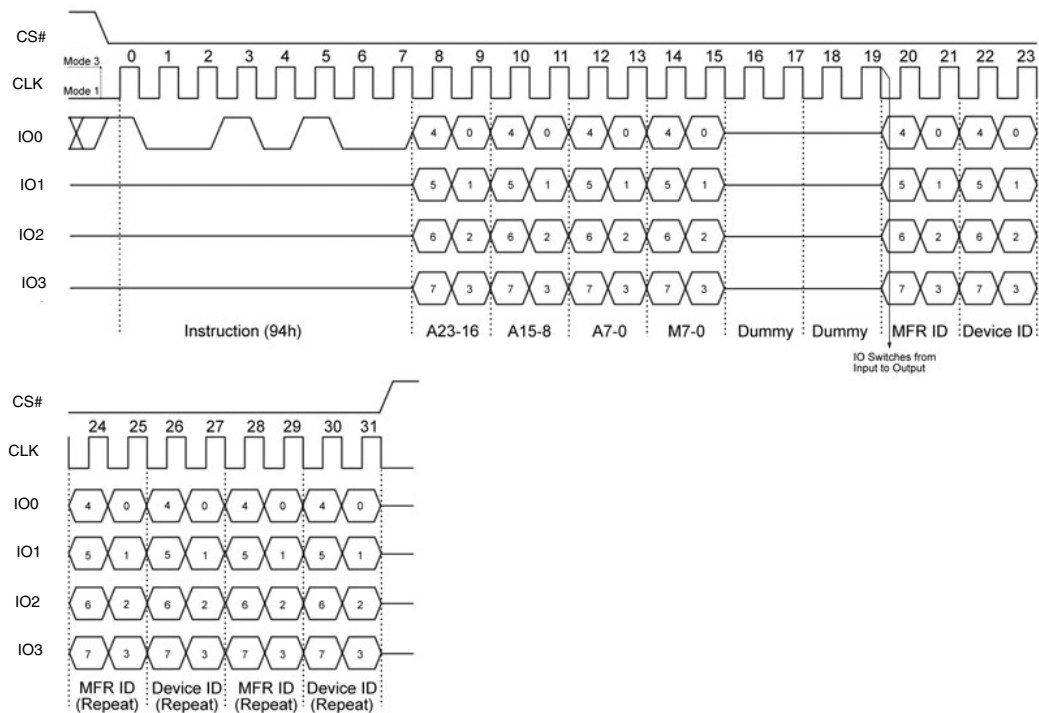 CS#
Mode 3
0 1 2 3 4 5 6 7 8 9 10 11 12 13 14 15 16 17 18 19 20 21 22 23
CLK
Mode 1
IO0 4 0 4 0 4 0 4 0 4 0 4 0
IO1 5 1 5 1 5 1 5 1 5 1 5 1
IO2 6 2 6 2 6 2 6 2 6 2 6 2
IO3 7 3 7 3 7 3 7 3 7 3 7 3
Instruction (94h) A23-16 A15-8 A7-0 M7-0 Dummy Dummy MFR ID Device ID
IO Switches from
Input to Output
CS#
24 25 26 27 28 29 30 31
CLK
IO0 4 0 4 0 4 0 4 0
IO1 5 1 5 1 5 1 5 1
IO2 6 2 6 2 6 2 6 2
IO3 7 3 7 3 7 3 7 3
MFR ID Device ID MFR ID Device ID
(Repeat) (Repeat) (Repeat) (Repeat)